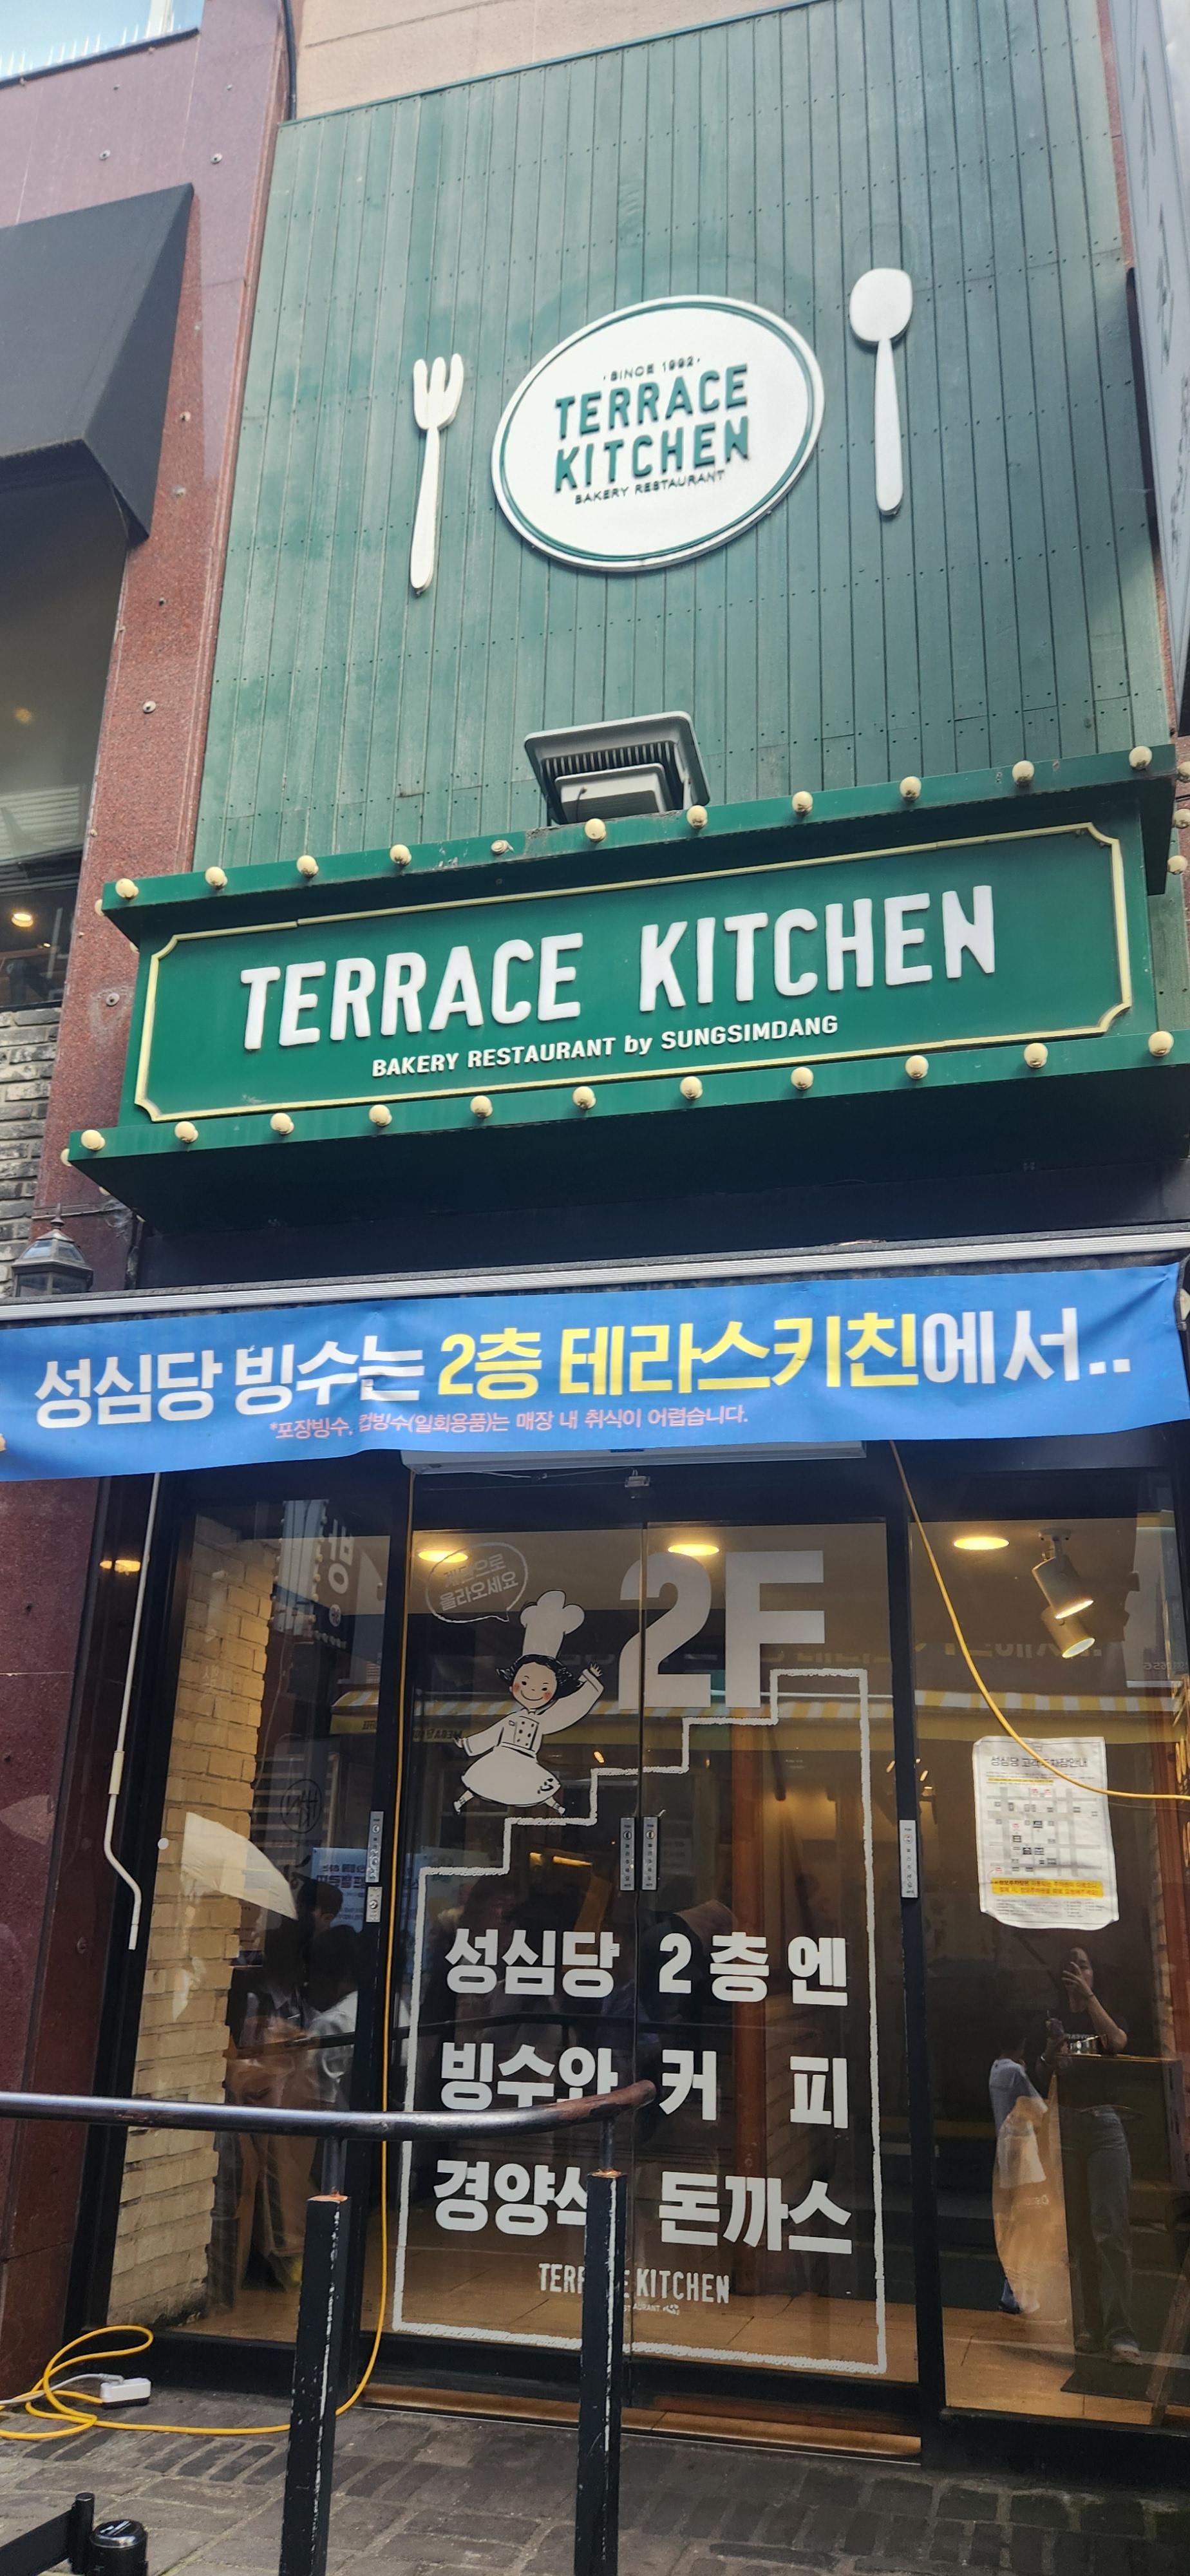 · SINCE 1992 ·
TERRACE
KITCHEN
BAKERY RESTAURANT
TERRACE KITCHEN
BAKERY RESTAURANT by SUNGSIMDANG
성심당 빙수는 2층 테라스키친에서..
*포장빙수, 컵빙수(일회용품)는 매장 내 취식이 어렵습니다.
계단으로
올라오세요
2F
성심당 2층엔
빙수와 커피
경양식 돈까스
KITCHEN
성심당